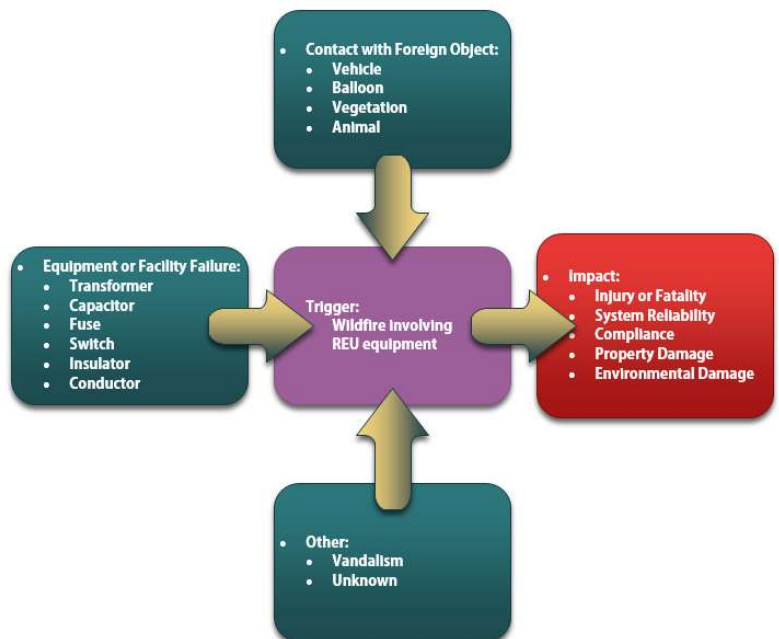 • Contact with Foreign Object:
• Vehicle
• Balloon
• Vegetation
• Animal
• Equipment or Facility Failure:
• Transformer
• Capacitor
• Fuse
• Switch
• Insulator
• Conductor
Trigger:
Wildfire Involving
REU equipment
• Impact:
• Injury or Fatality
• System Reliability
• Compliance
• Property Damage
• Environmental Damage
• Other:
• Vandalism
• Unknown